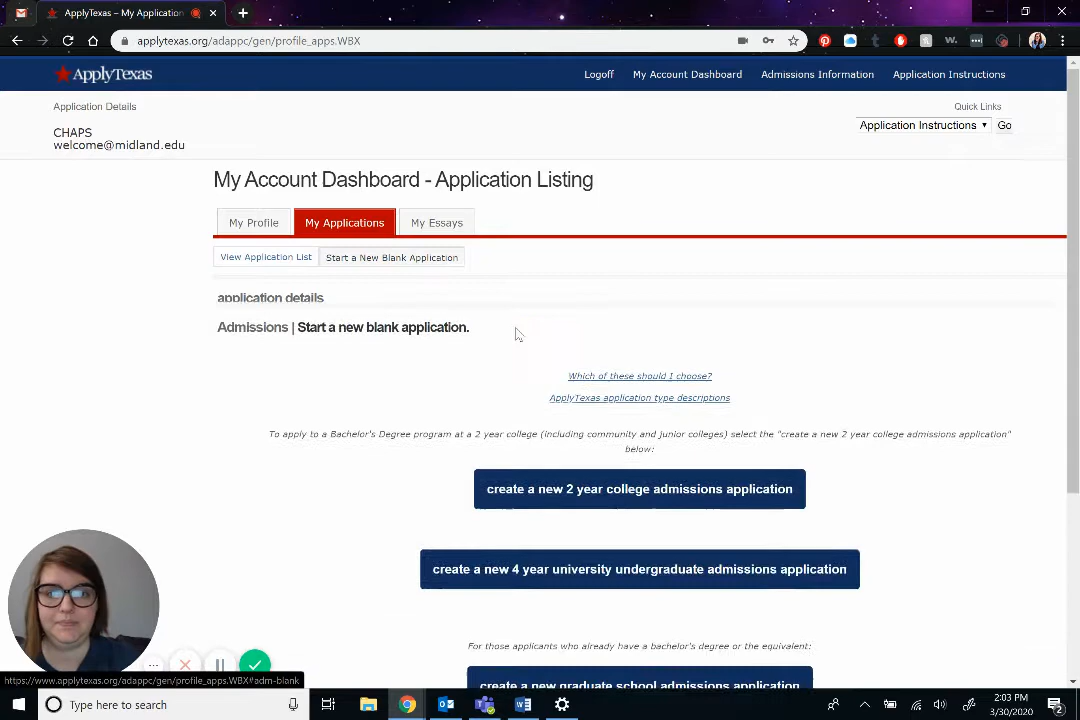 ApplyTexas – My Application
applytexas.org/adappc/gen/profile_apps.WBX
w.
ApplyTexas
Logoff
My Account Dashboard
Admissions Information
Application Instructions
Application Details
Quick Links
CHAPS
welcome@midland.edu
Application Instructions
Go
My Account Dashboard - Application Listing
My Profile
My Applications
My Essays
View Application List
Start a New Blank Application
application details
Admissions | Start a new blank application.
Which of these should I choose?
ApplyTexas application type descriptions
To apply to a Bachelor's Degree program at a 2 year college (including community and junior colleges) select the "create a new 2 year college admissions application"
below:
create a new 2 year college admissions application
create a new 4 year university undergraduate admissions application
For those applicants who already have a bachelor's degree or the equivalent:
create a new graduate school admissions application
https://www.applytexas.org/adappc/gen/profile_apps.WBX#adm-blank
Type here to search
2:03 PM
3/30/2020
2